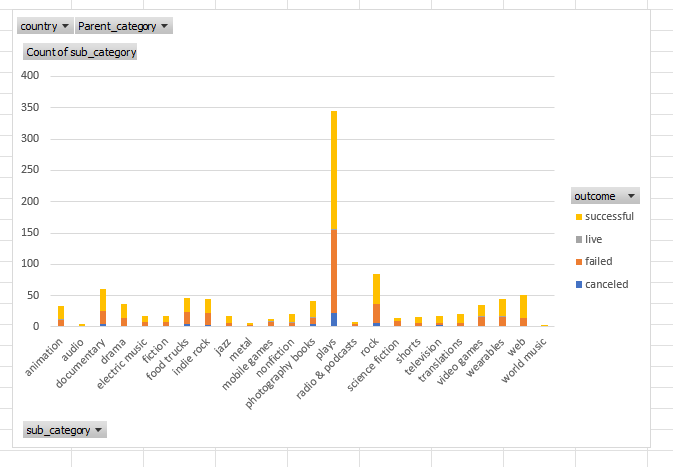 country Parent_category
Count of sub_category
400
350
300
250
200
150
100
50
0
animation
audio
documentary
drama
electric music
fiction
food trucks
indie rock
jazz
metal
mobile games
nonfiction
photography books
plays
radio & podcasts
rock
science fiction
shorts
television
translations
video games
wearables
web
world music
outcome
successful
live
failed
canceled
sub_category